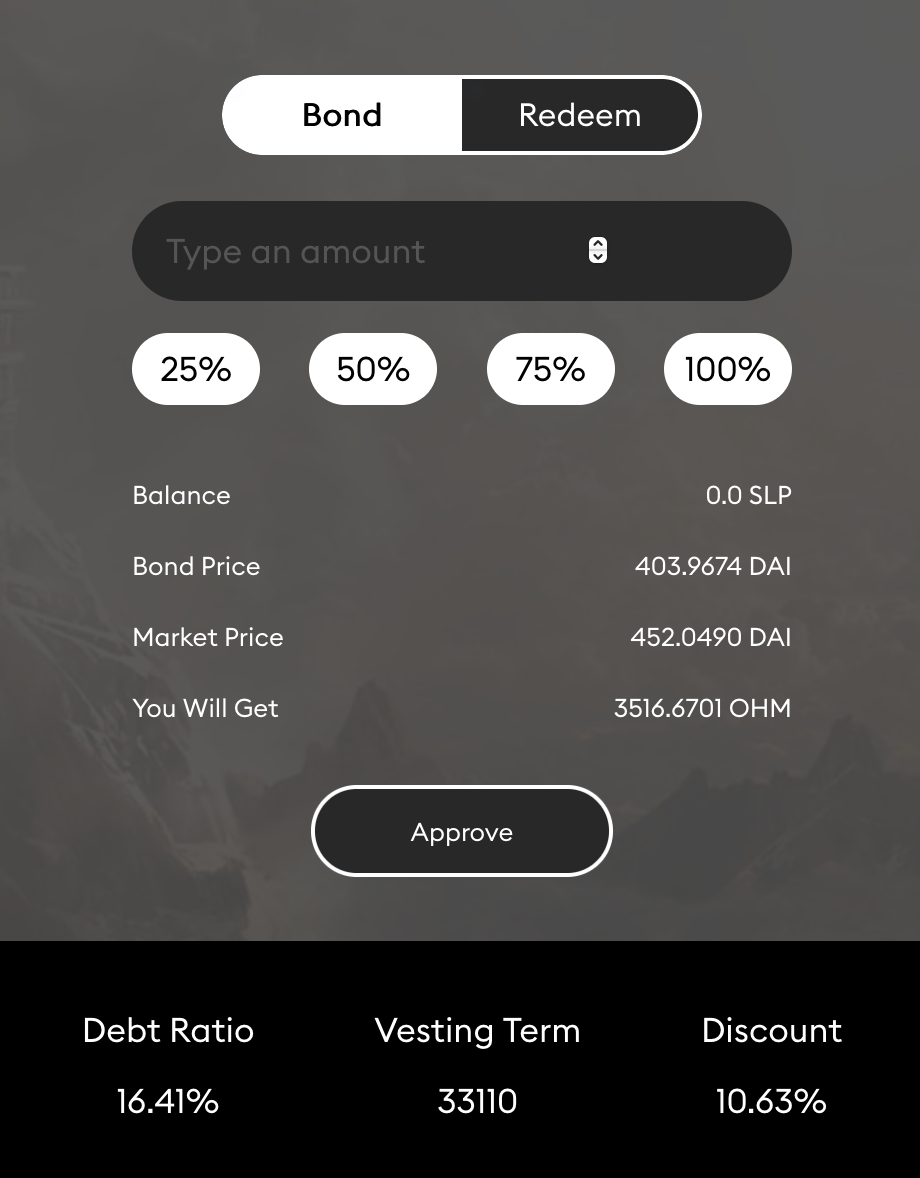 Bond Redeem
Type an amount
25% 50% 75% 100%
Balance 0.0 SLP
Bond Price 403.9674 DAI
Market Price 452.0490 DAI
You Will Get 3516.6701 OHM
Approve
Debt Ratio Vesting Term Discount
16.41% 33110 10.63%